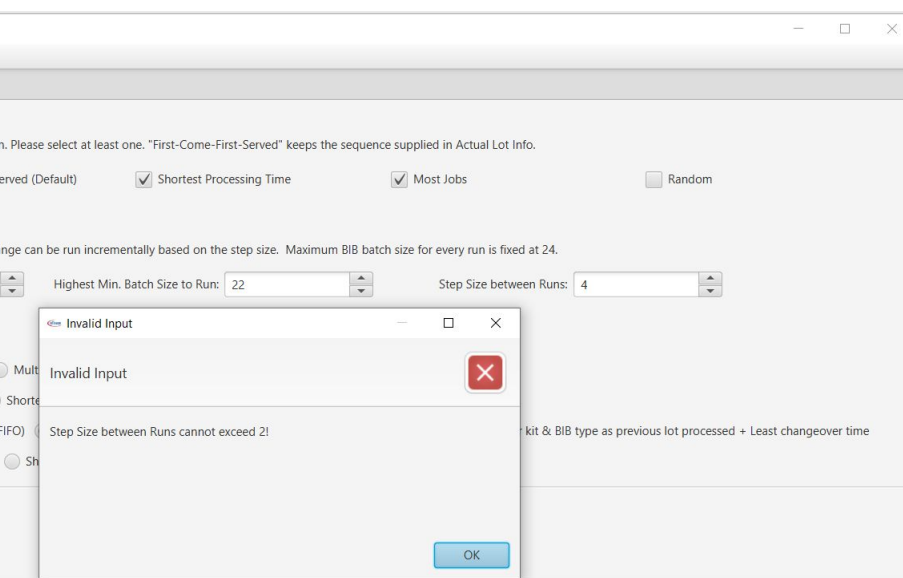 n. Please select at least one. "First-Come-First-Served" keeps the sequence supplied in Actual Lot Info.
erved (Default) Shortest Processing Time Most Jobs Random
nge can be run incrementally based on the step size. Maximum BIB batch size for every run is fixed at 24.
Highest Min. Batch Size to Run: 22 Step Size between Runs: 4
Invalid Input
Mult
Invalid Input
Shorte
FIFO) Step Size between Runs cannot exceed 2! kit & BIB type as previous lot processed + Least changeover time
Sh
OK